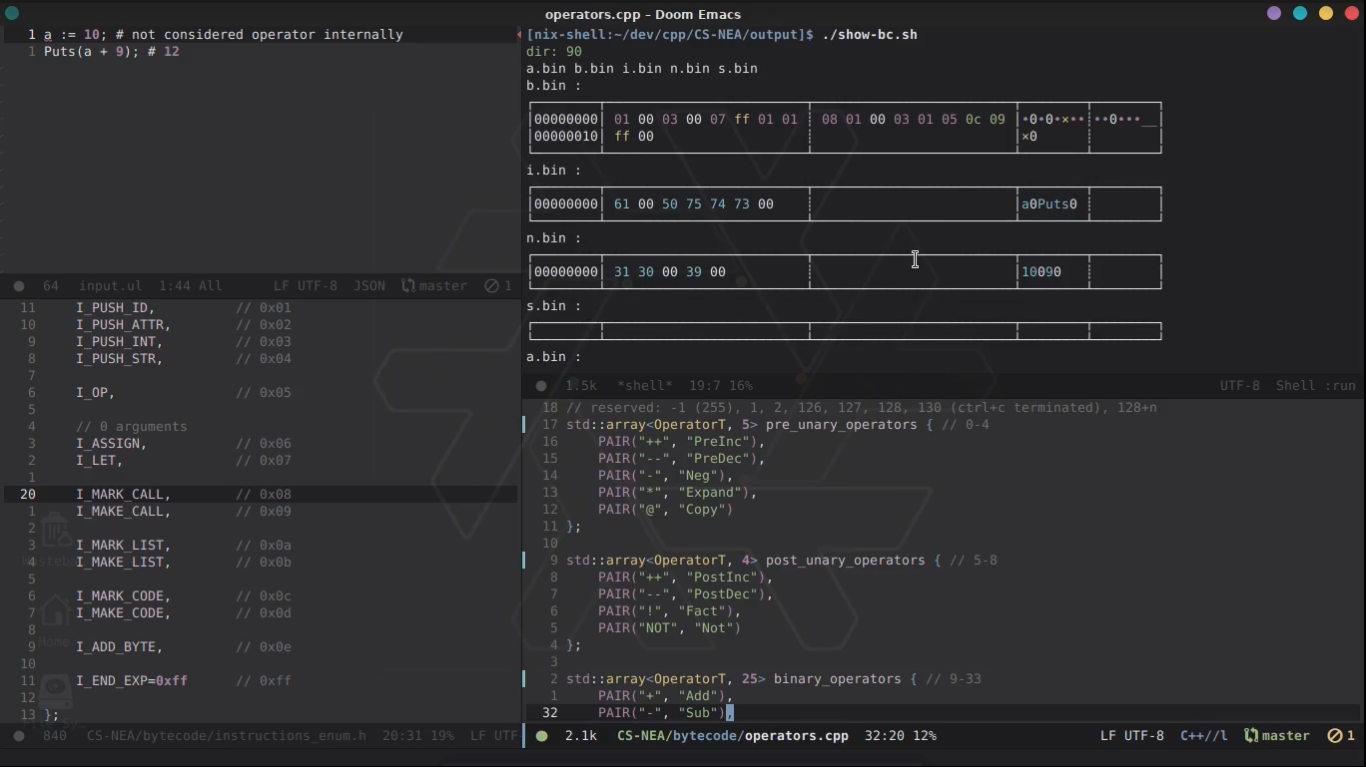 operators.cpp - Doom Emacs
1 a := 10; # not considered operator internally
1 Puts(a + 9); # 12
64 input.ul 1:44 All LF UTF-8 JSON master 1
11 I_PUSH_ID, // 0x01
10 I_PUSH_ATTR, // 0x02
9 I_PUSH_INT, // 0x03
8 I_PUSH_STR, // 0x04
7
6 I_OP, // 0x05
5
4 // 0 arguments
3 I_ASSIGN, // 0x06
2 I_LET, // 0x07
1
20 I_MARK_CALL, // 0x08
1 I_MAKE_CALL, // 0x09
2
3 I_MARK_LIST, // 0x0a
4 I_MAKE_LIST, // 0x0b
5
6 I_MARK_CODE, // 0x0c
7 I_MAKE_CODE, // 0x0d
8
9 I_ADD_BYTE, // 0x0e
10
11 I_END_EXP=0xff // 0xff
12
13 };
840 CS-NEA/bytecode/instructions_enum.h 20:31 19% LF UTF
[nix-shell:~/dev/cpp/CS-NEA/output]$ ./show-bc.sh
dir: 90
a.bin b.bin i.bin n.bin s.bin
b.bin :
│00000000│ 01 00 03 00 07 ff 01 01 ┊ 08 01 00 03 01 05 0c 09 │•0•0•×••┊••0•••__│
│00000010│ ff 00 ┊ │×0 ┊ │
i.bin :
│00000000│ 61 00 50 75 74 73 00 ┊ │a0Puts0 ┊ │
n.bin :
│00000000│ 31 30 00 39 00 ┊ │10090 ┊ │
s.bin :
a.bin :
1.5k *shell* 19:7 16% UTF-8 Shell :run
18 // reserved: -1 (255), 1, 2, 126, 127, 128, 130 (ctrl+c terminated), 128+n
17 std::array<OperatorT, 5> pre_unary_operators { // 0-4
16 PAIR("++", "PreInc"),
15 PAIR("--", "PreDec"),
14 PAIR("-", "Neg"),
13 PAIR("*", "Expand"),
12 PAIR("@", "Copy")
11 };
10
9 std::array<OperatorT, 4> post_unary_operators { // 5-8
8 PAIR("++", "PostInc"),
7 PAIR("--", "PostDec"),
6 PAIR("!", "Fact"),
5 PAIR("NOT", "Not")
4 };
3
2 std::array<OperatorT, 25> binary_operators { // 9-33
1 PAIR("+", "Add"),
32 PAIR("-", "Sub"),
2.1k CS-NEA/bytecode/operators.cpp 32:20 12% LF UTF-8 C++//l master 1
Home